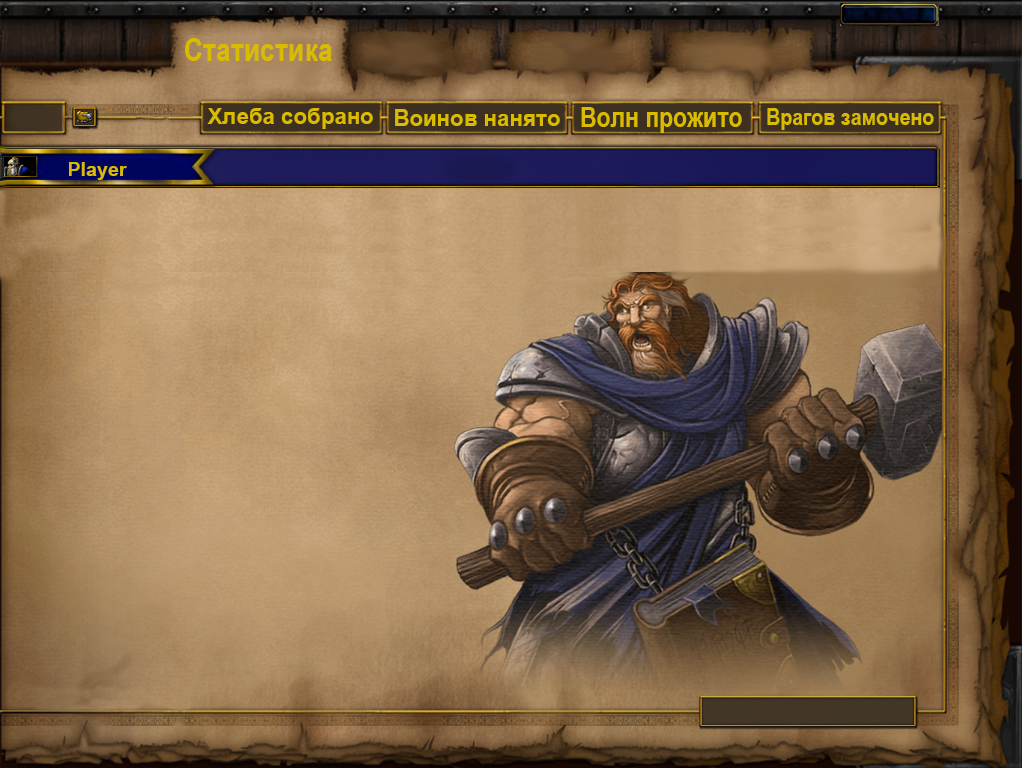 Статистика
Хлеба собрано
Воинов нанято
Волн прожито
Врагов замочено
Player